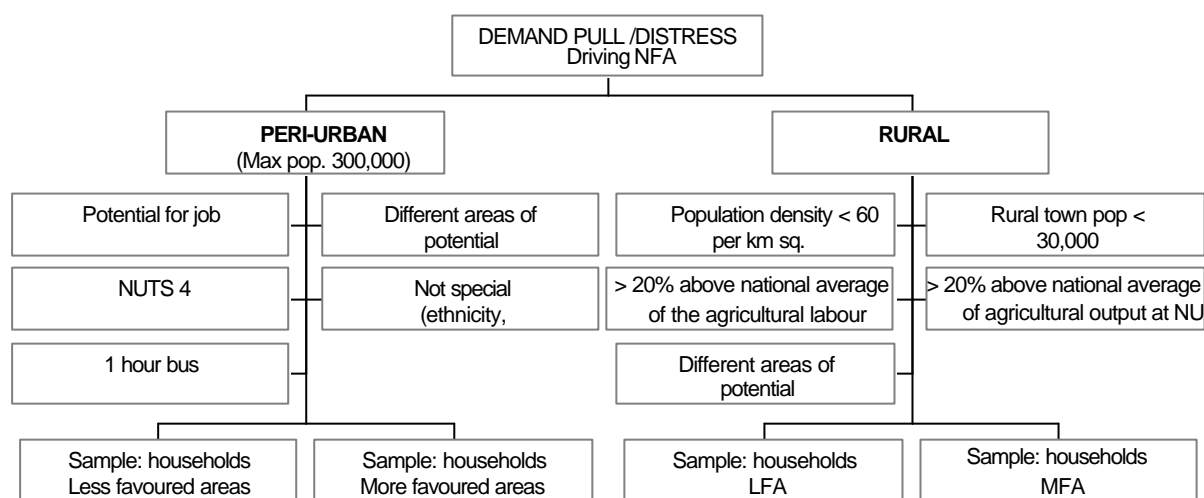 DEMAND PULL /DISTRESS
Driving NFA
PERI-URBAN
(Max pop. 300,000)
RURAL
Potential for job
Different areas of
potential
Population density < 60
per km sq.
Rural town pop <
30,000
NUTS 4
Not special
(ethnicity,
> 20% above national average
of the agricultural labour
> 20% above national average
of agricultural output at NU
1 hour bus
Different areas of
potential
Sample: households
Less favoured areas
Sample: households
More favoured areas
Sample: households
LFA
Sample: households
MFA